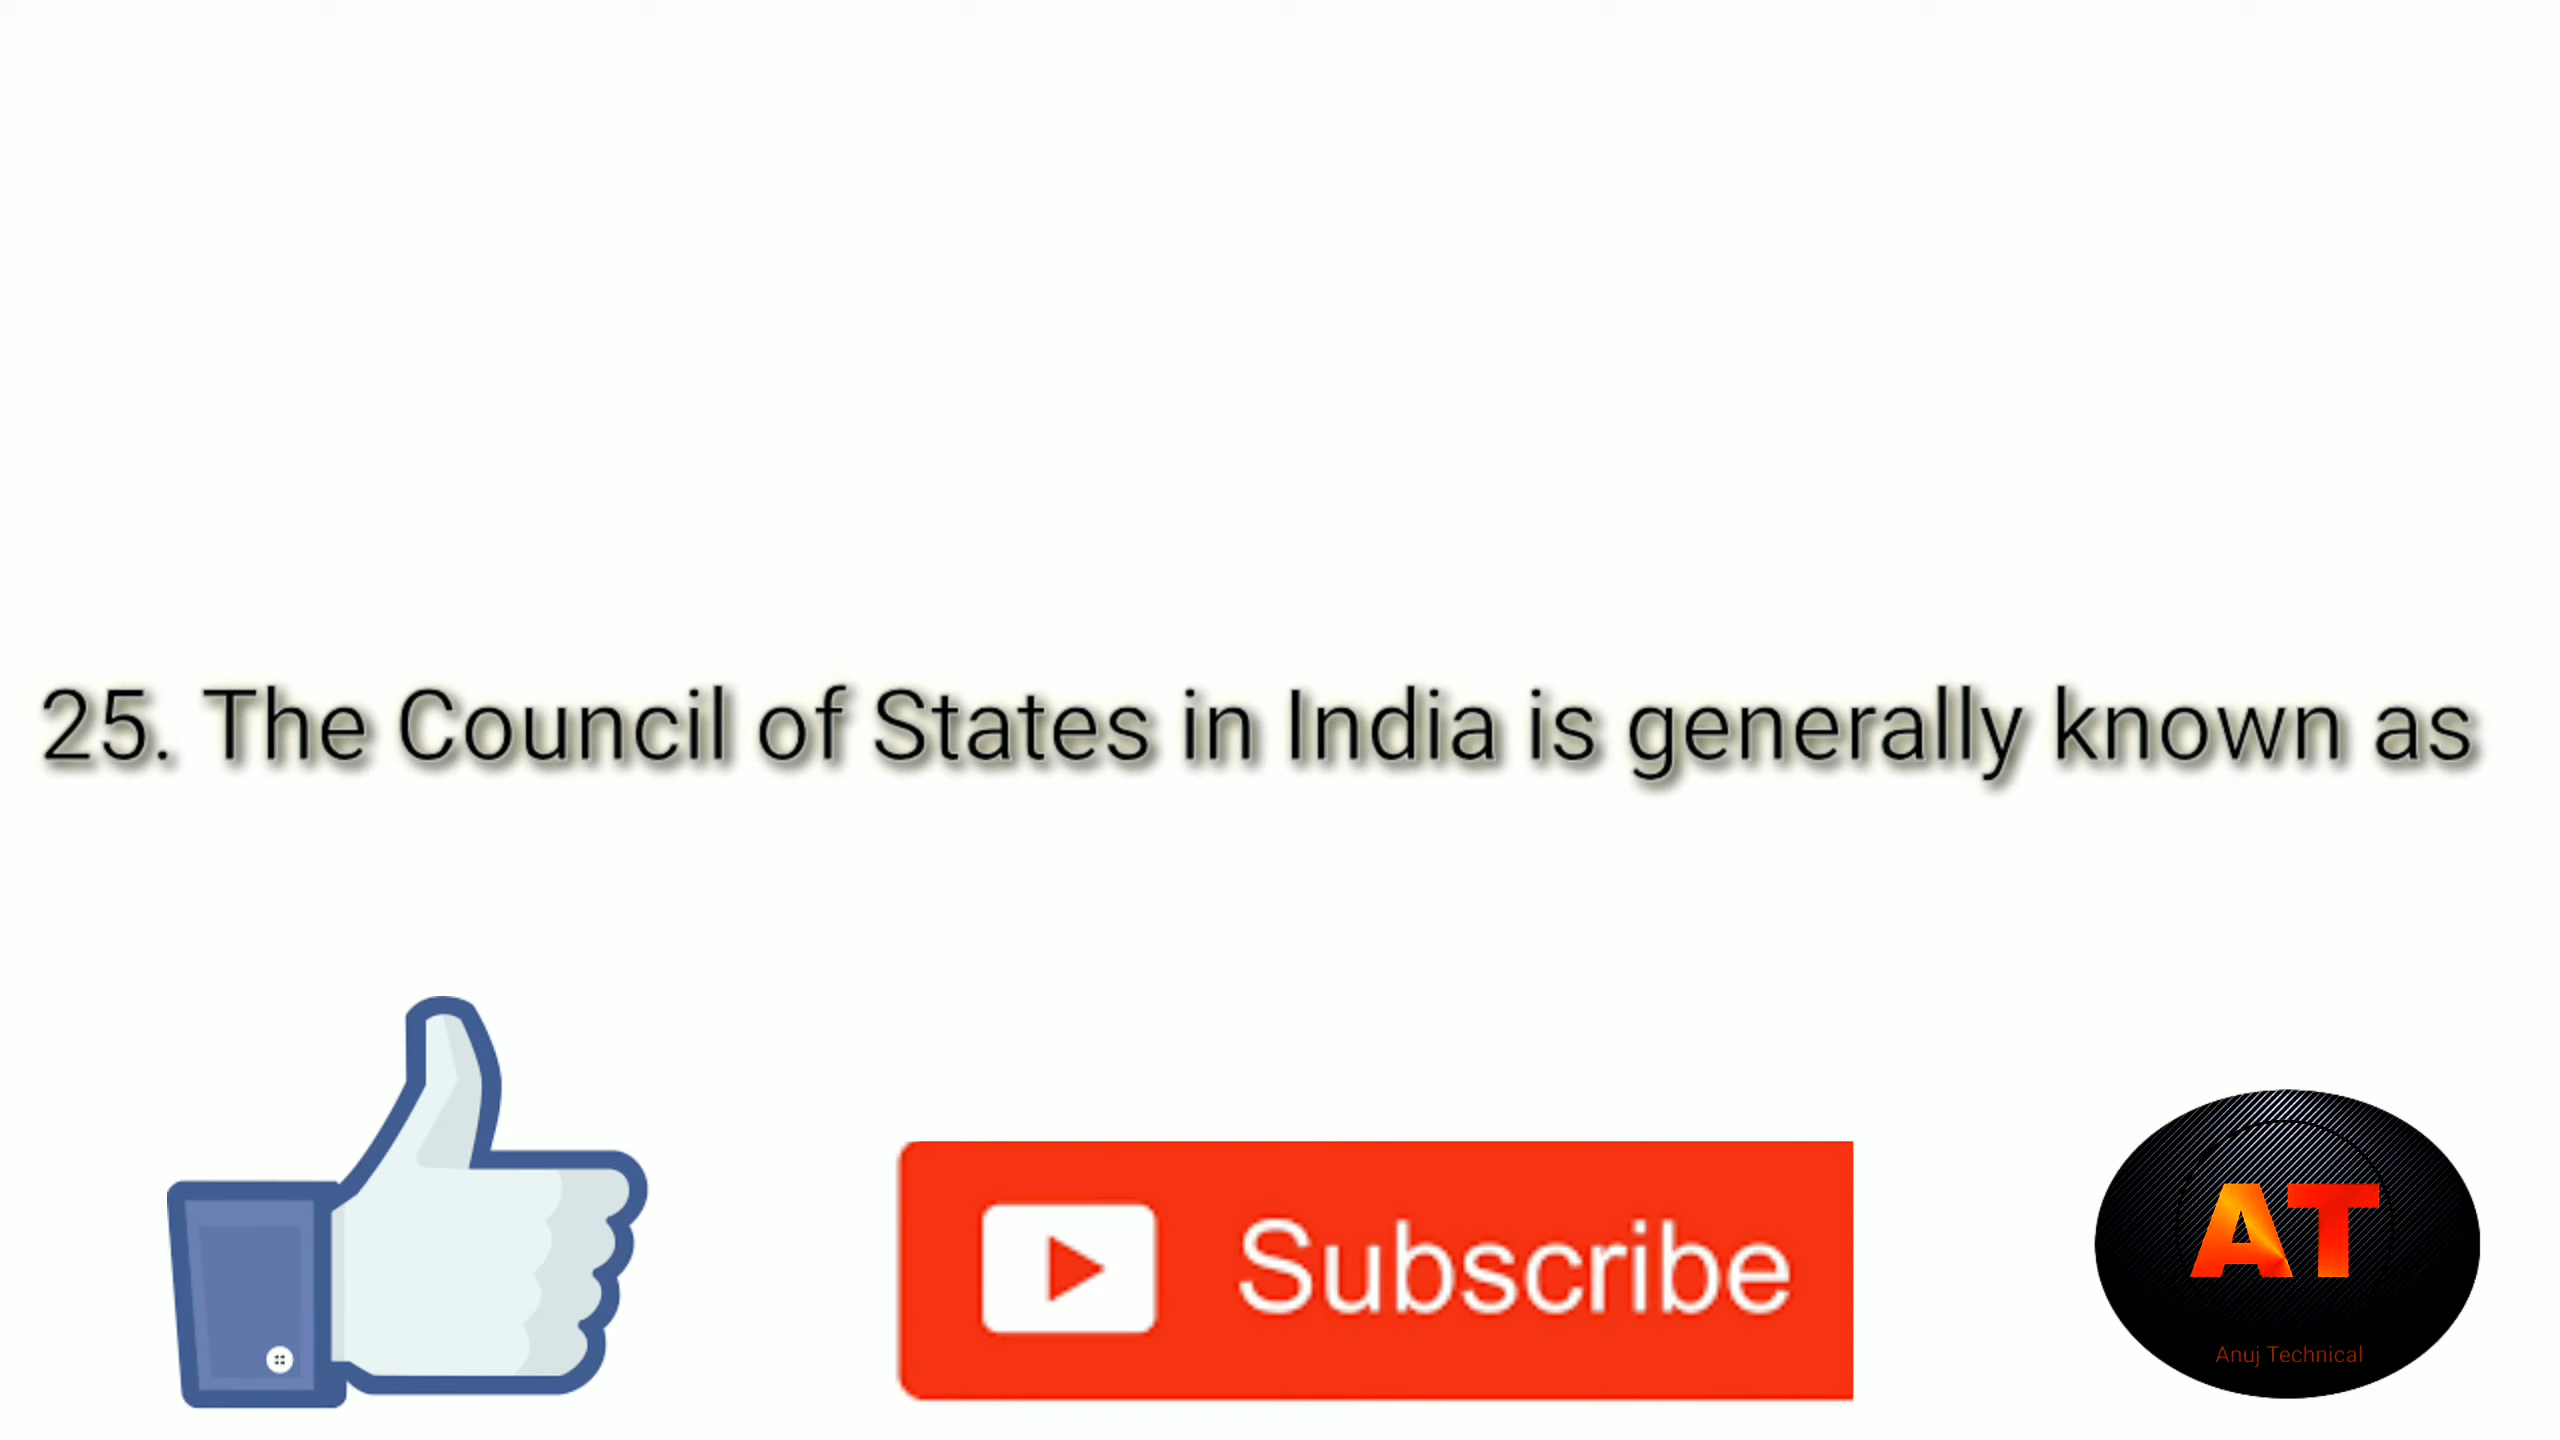 25. The Council of States in India is generally known as
Subscribe
AT
Anuj Technical